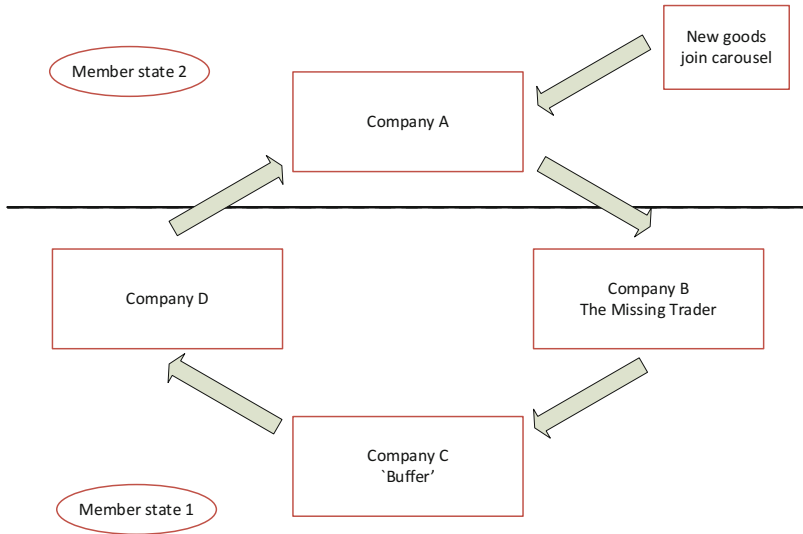 New goods
join carousel
Member state 2
Company A
Company D
Company B
The Missing Trader
Company C
`Buffer’
Member state 1